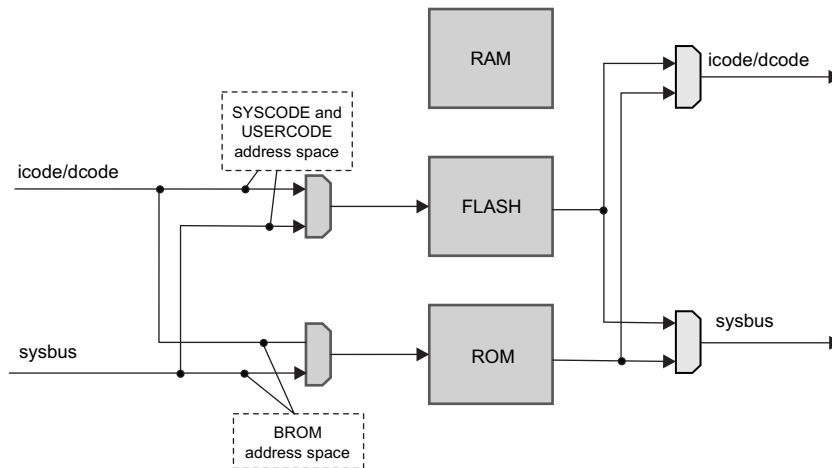 RAM
icode/dcode
SYSCODE and
USERCODE
address space
icode/dcode
FLASH
sysbus
sysbus
ROM
BROM
address space